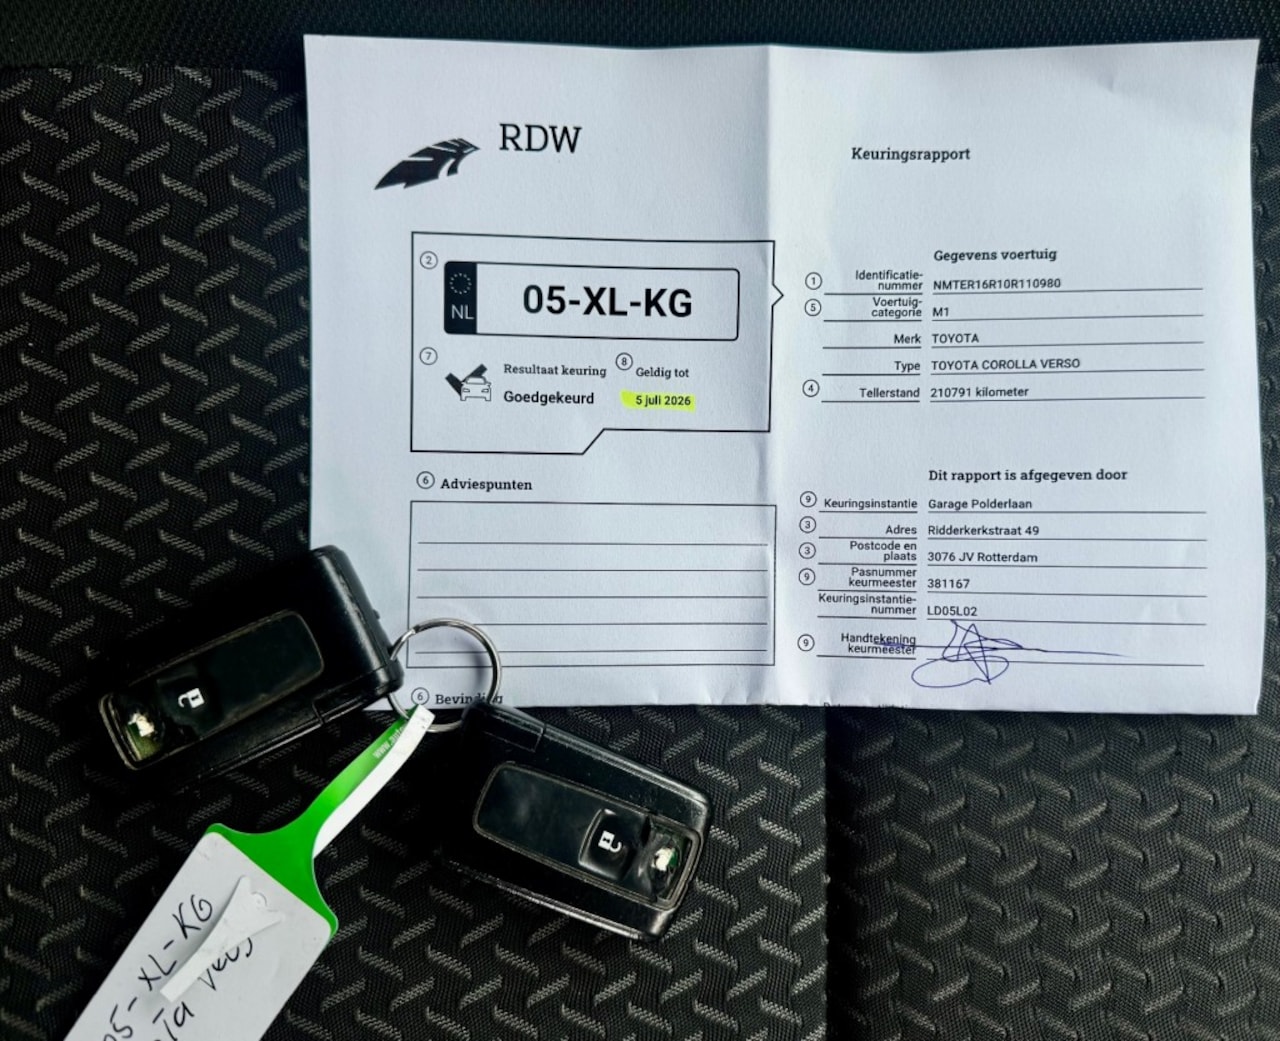 RDW
Keuringsrapport
2
NL
05-XL-KG
7
Resultaat keuring
Goedgekeurd
8
Geldig tot
5 juli 2026
6 Adviespunten
6
Gegevens voertuig
1 Identificatie-
nummer NMTER16R10R110980
5 Voertuig-
categorie M1
Merk TOYOTA
Type TOYOTA COROLLA VERSO
4 Tellerstand 210791 kilometer
Dit rapport is afgegeven door
9 Keuringsinstantie Garage Polderlaan
3 Adres Ridderkerkstraat 49
3 Postcode en
plaats 3076 JV Rotterdam
9 Pasnummer
keurmeester 381167
Keuringsinstantie-
nummer LD05L02
9 Handtekening
keurmeester
05-XL-KG